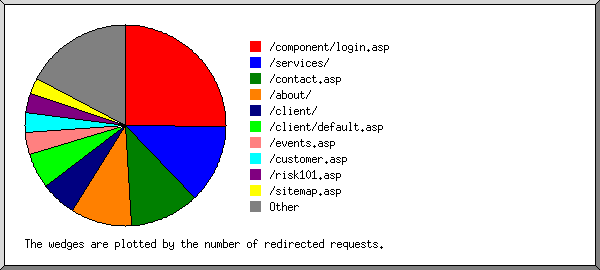 /component/login.asp
/services/
/contact.asp
/about/
/client/
/client/default.asp
/events.asp
/customer.asp
/risk101.asp
/sitemap.asp
Other
The wedges are plotted by the number of redirected requests.